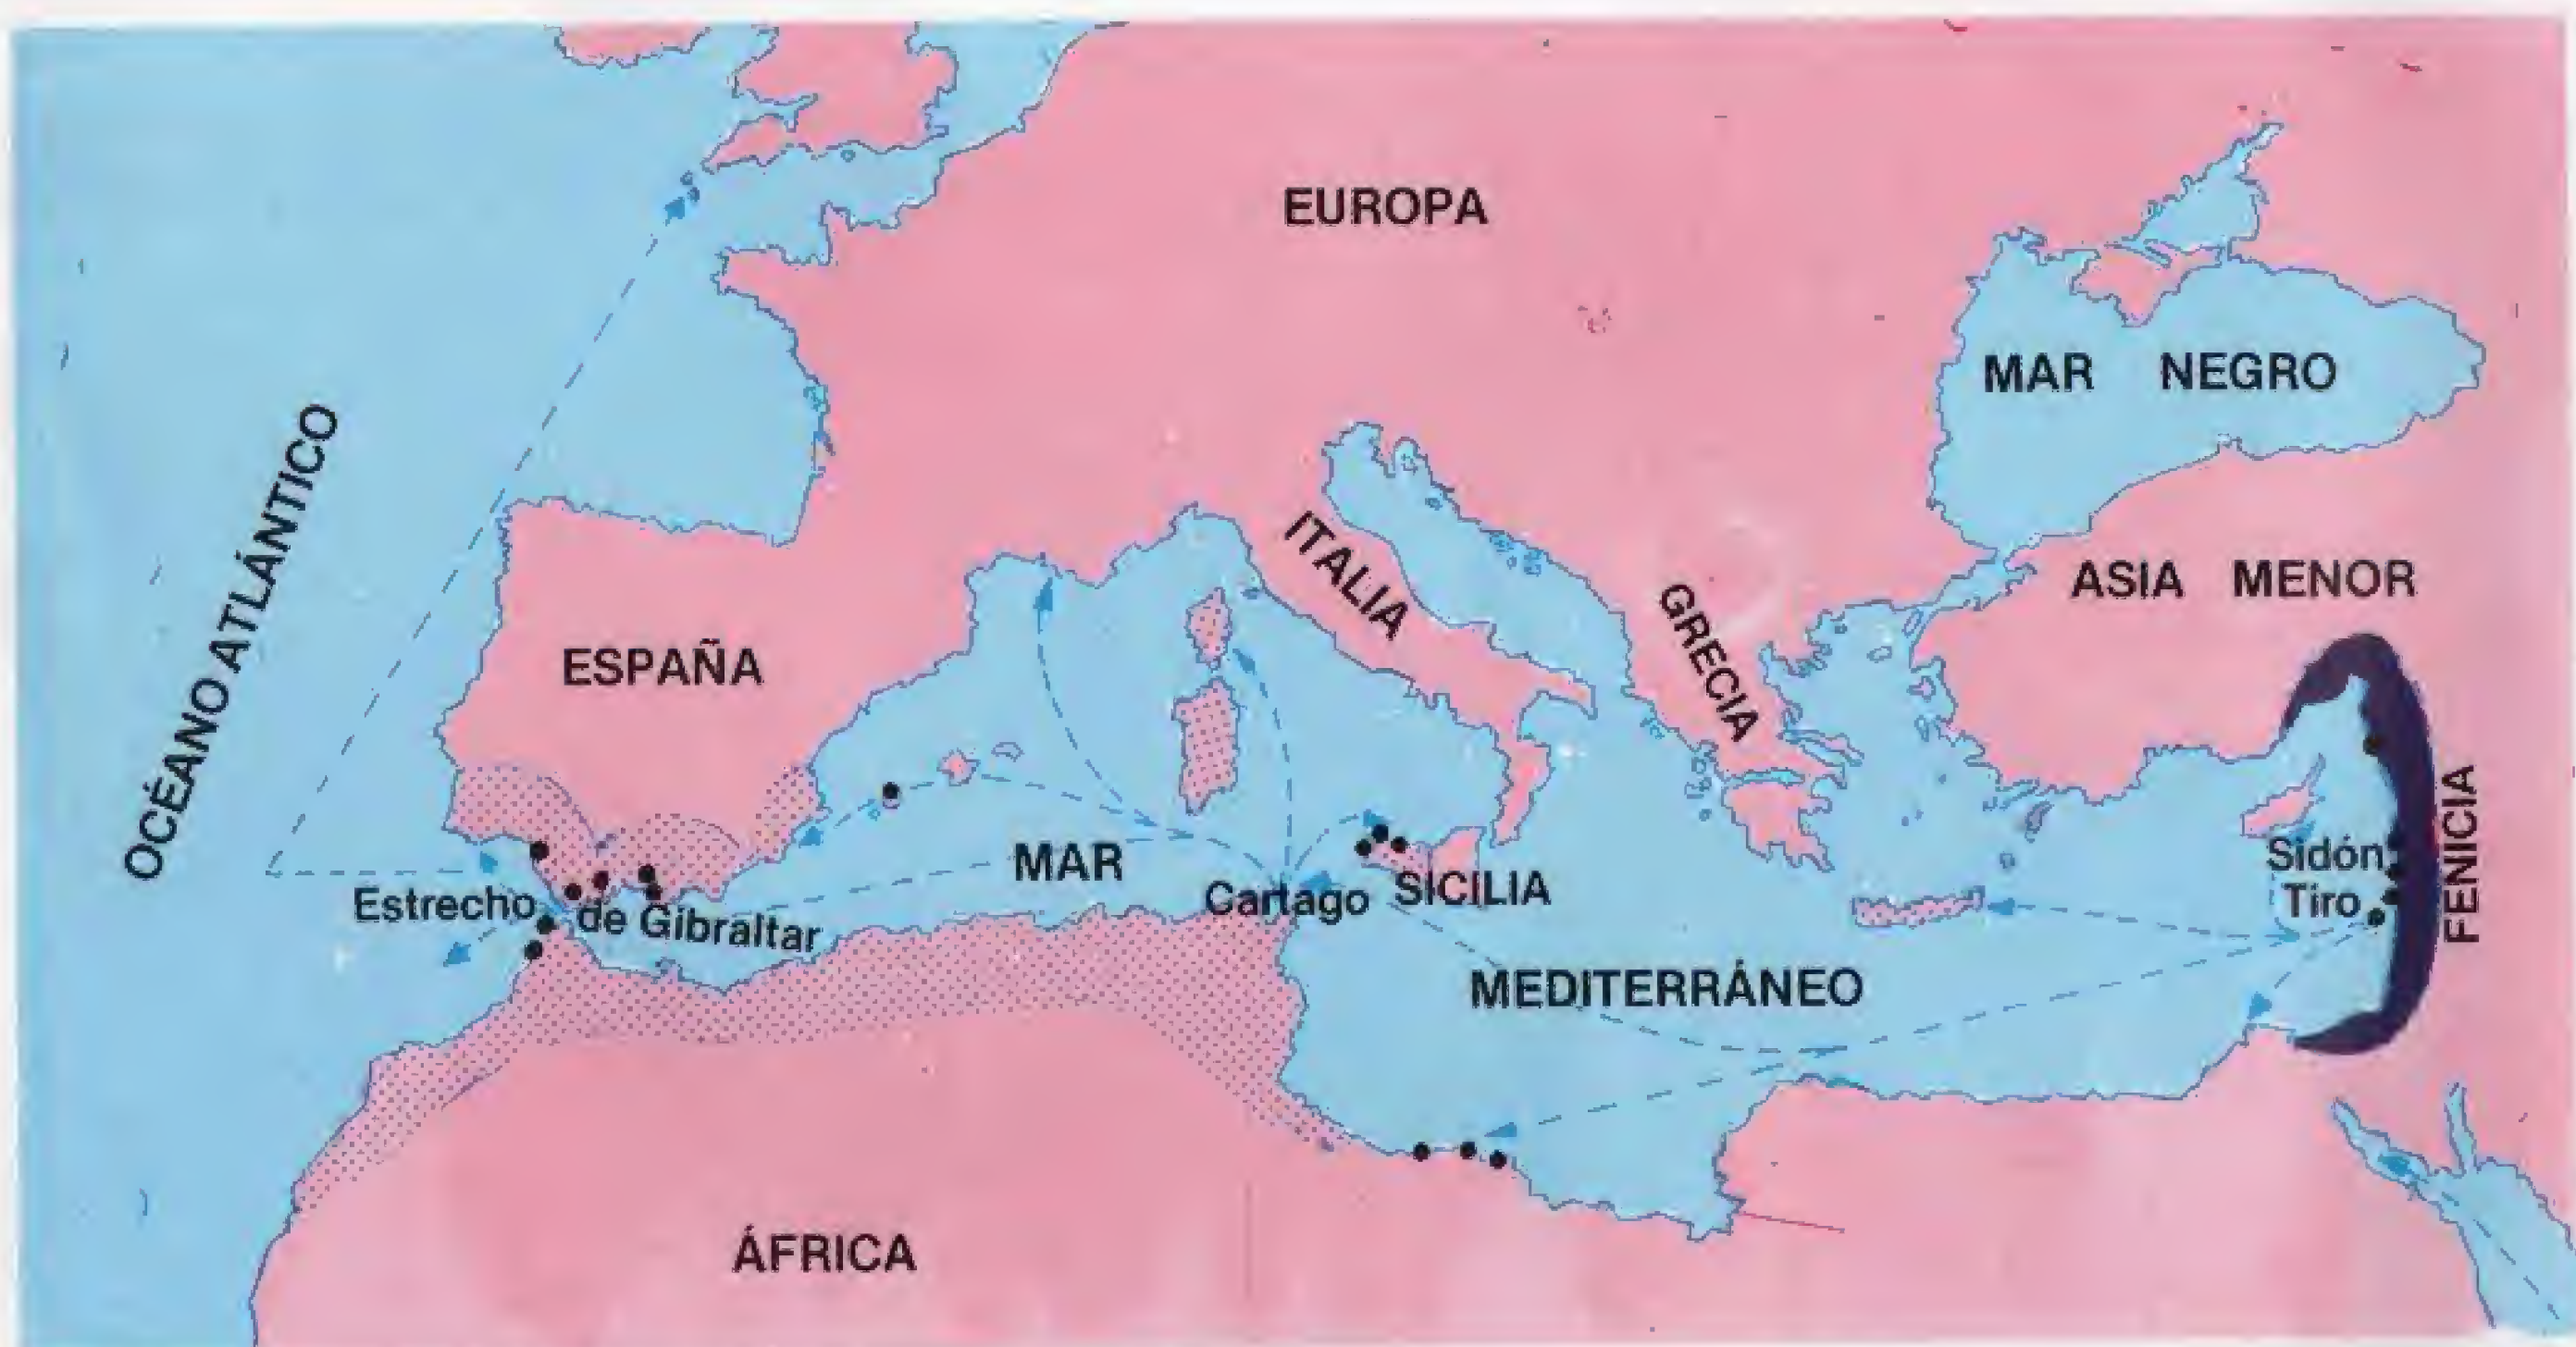 EUROPA
MAR NEGRO
OCÉANO ATLÁNTICO
ITALIA
ASIA MENOR
GRECIA
ESPAÑA
FENICIA
MAR
Sidón
Cartago
SICILIA
Tiro
Estrecho de Gibraltar
MEDITERRÁNEO
ÁFRICA